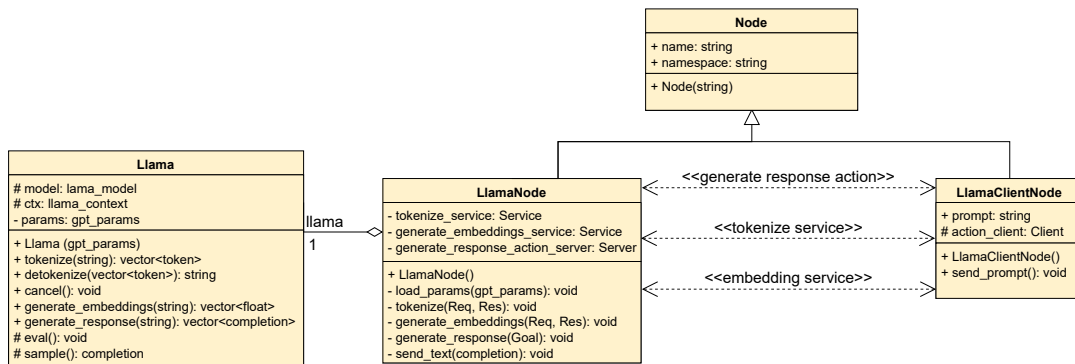 Node
+ name: string
+ namespace: string
+ Node(string)
Llama
# model: lama_model
# ctx: llama_context
- params: gpt_params
+ Llama (gpt_params)
+ tokenize(string): vector<token>
+ detokenize(vector<token>): string
+ cancel(): void
+ generate_embeddings(string): vector<float>
+ generate_response(string): vector<completion>
# eval(): void
# sample(): completion
llama
1
LlamaNode
- tokenize_service: Service
- generate_embeddings_service: Service
- generate_response_action_server: Server
+ LlamaNode()
- load_params(gpt_params): void
- tokenize(Req, Res): void
- generate_embeddings(Req, Res): void
- generate_response(Goal): void
- send_text(completion): void
<<generate response action>>
<<tokenize service>>
<<embedding service>>
LlamaClientNode
+ prompt: string
# action_client: Client
+ LlamaClientNode()
+ send_prompt(): void